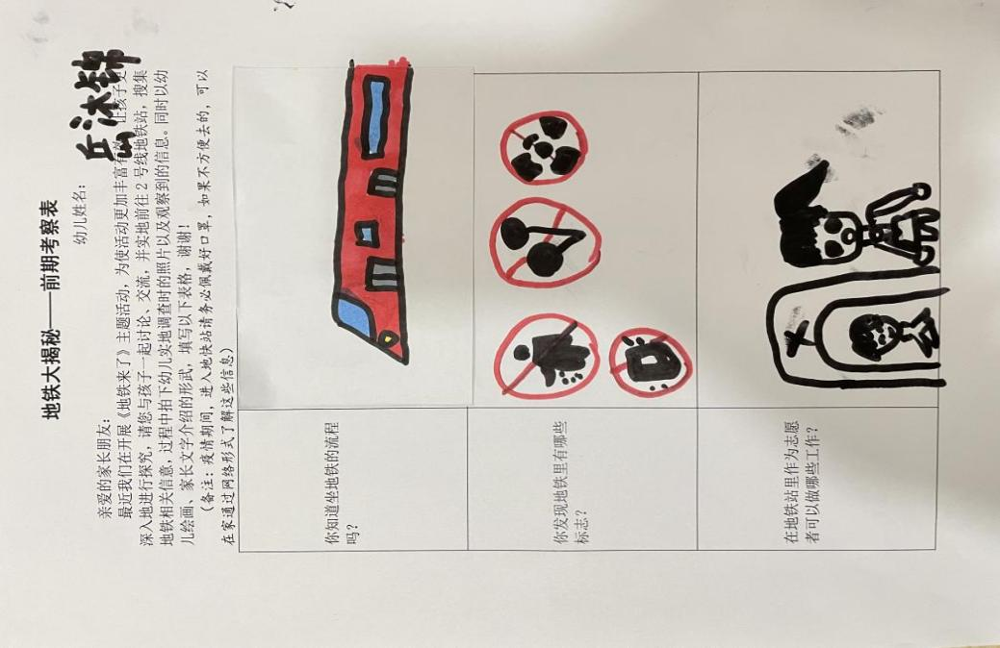 地铁大揭秘——前期考察表
幼儿姓名：岳沐锦
亲爱的家长朋友：
最近我们在开展《地铁来了》主题活动，为使活动更加丰富有效，让孩子更
深入地进行探究，请您与孩子一起讨论、交流，并实地前往2号线地铁站，搜集
地铁相关信意，过程中拍下幼儿实地调查时的照片以及观察到的信息。同时以幼
儿绘画、家长文字介绍的形式，填写以下表格，谢谢！
（备注：疫情期间，进入地快站请务必佩戴好口罩，如果不方便去的，可以
在家通过网络形式了解这些信息）
你知道坐地铁的流程
吗？
你发现地铁里有哪些
标志？
在地铁站里作为志愿
者可以做哪些工作？